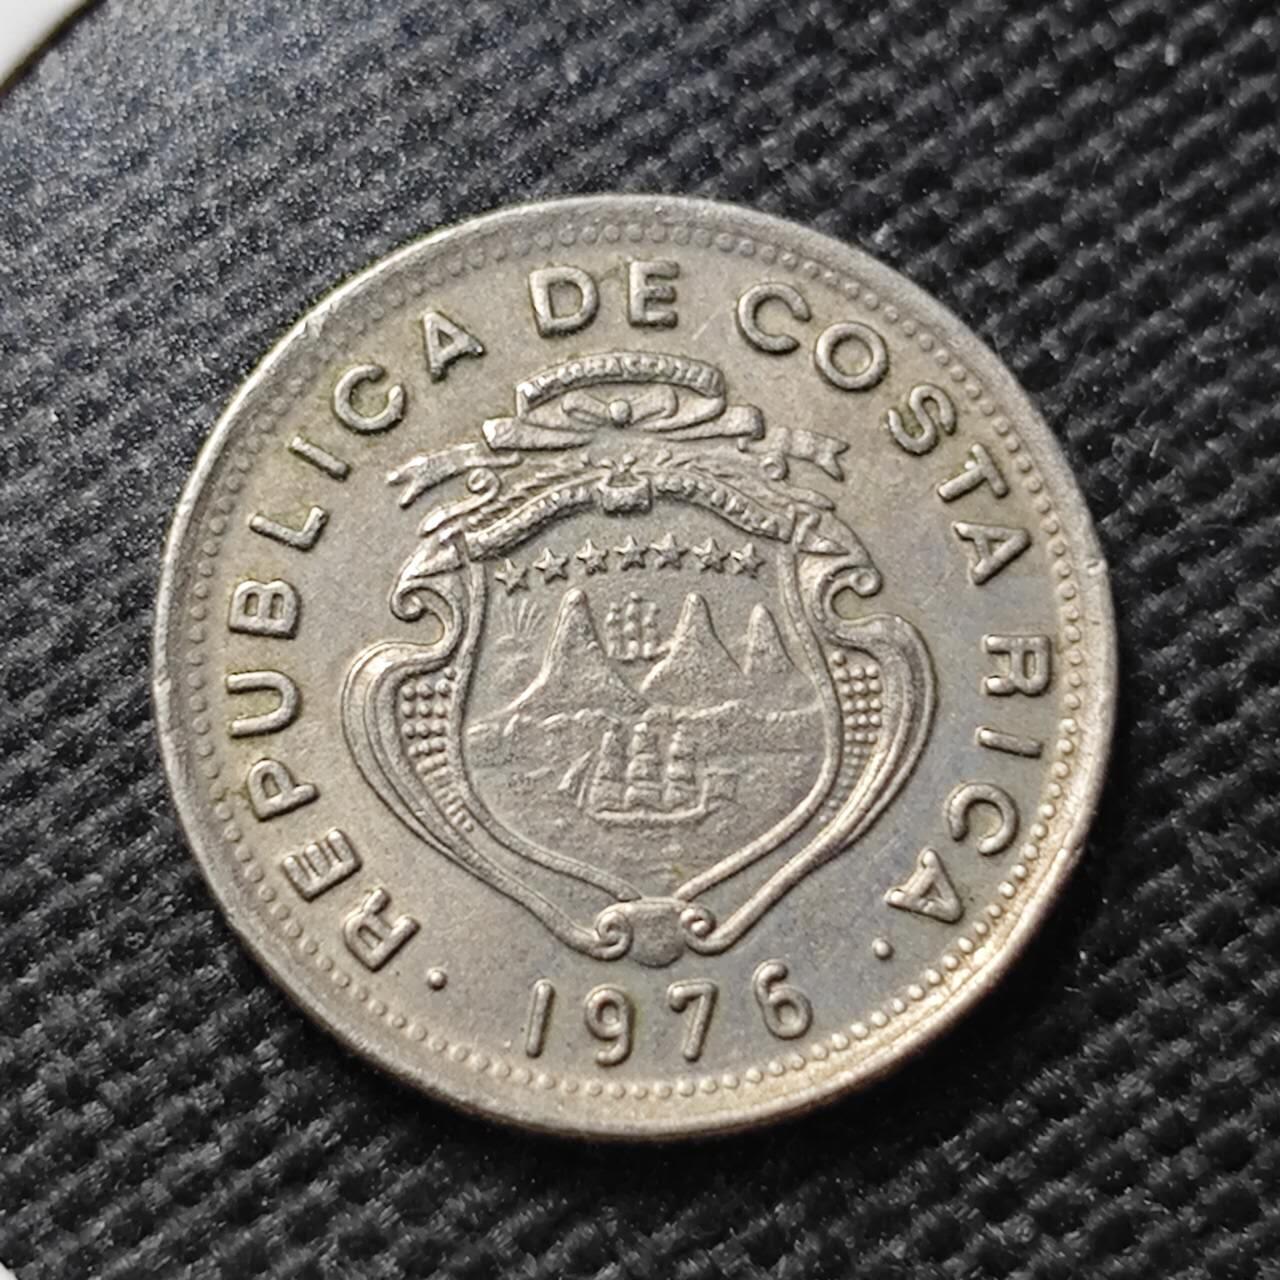 REPUBLICA DE COSTA RICA
· 1976 ·